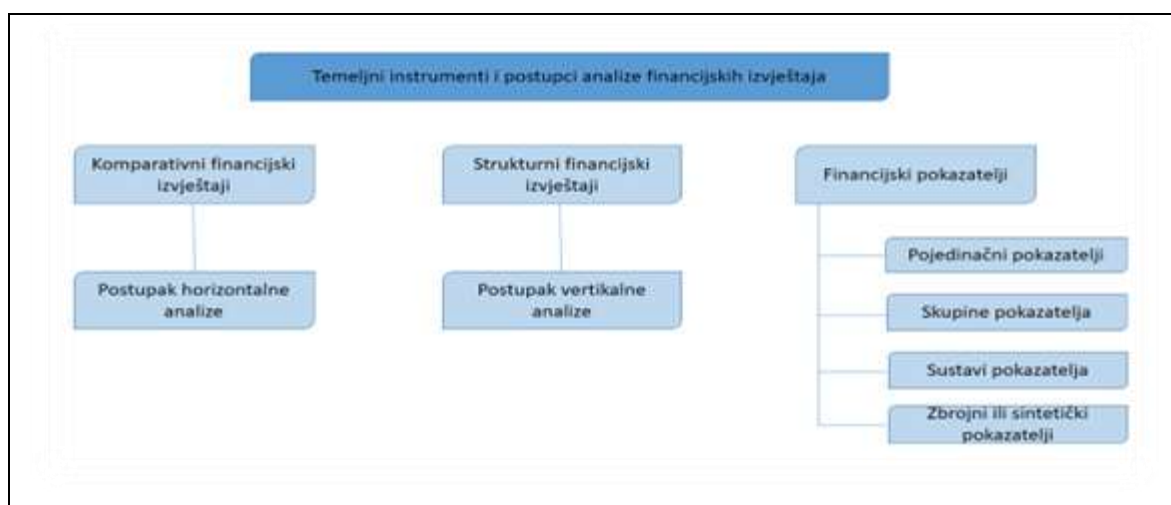 Temeljni instrumenti i postupci analize financijskih izvještaja
Komparativni financijski
izvještaji
Strukturni financijski
izvještaji
Financijski pokazatelji
Postupak horizontalne
analize
Postupak vertikalne
analize
Pojedinačni pokazatelji
Skupine pokazatelja
Sustavi pokazatelja
Zbrojni ili sintetički
pokazatelji